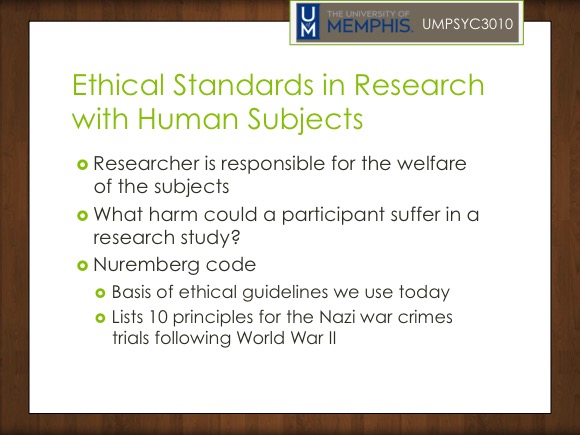 THE UNIVERSITY OF
MEMPHIS.
UM
UMPSYC3010
Ethical Standards in Research
with Human Subjects
Researcher is responsible for the welfare
of the subjects
What harm could a participant suffer in a
research study?
Nuremberg code
Basis of ethical guidelines we use today
Lists 10 principles for the Nazi war crimes
trials following World War II